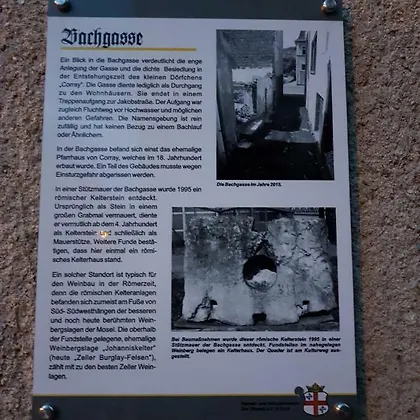 Bachgasse
Ein Blick in die Bachgasse verdeutlicht die enge
Anlegung der Gasse und die dichte Besiedlung in
der Entstehungszeit des kleinen Dörfchens
„Corray". Die Gasse diente lediglich als Durchgang
zu den Wohnhäusern. Sie endet in einem
Treppenaufgang zur Jakobstraße. Der Aufgang war
zugleich Fluchtweg vor Hochwasser und möglichen
anderen Gefahren. Die Namensgebung ist rein
zufällig und hat keinen Bezug zu einem Bachlauf
oder Ähnlichem.
In der Bachgasse befand sich einst das ehemalige
Pfarrhaus von Corray, welches im 18. Jahrhundert
erbaut wurde. Ein Teil des Gebäudes musste wegen
Einsturzgefahr abgerissen werden.
In einer Stützmauer der Bachgasse wurde 1995 ein
römischer Kelterstein entdeckt.
Ursprünglich als Stein in einem
großen Grabmal vermauert, diente
er vermutlich ab dem 4. Jahrhundert
als Kelterstein und schließlich als
Mauerstütze. Weitere Funde bestä-
tigen, dass hier einmal ein römi-
sches Kelterhaus stand.
Ein solcher Standort ist typisch für
den Weinbau in der Römerzeit,
denn die römischen Kelteranlagen
befanden sich zumeist am Fuße von
Süd- Südwesthängen der besseren
und noch heute berühmten Wein-
bergslagen der Mosel. Die oberhalb
der Fundstelle gelegene, ehemalige
Weinbergslage „Johanniskelter"
(heute „Zeller Burglay-Felsen"),
zählt mit zu den besten Zeller Wein-
lagen.
Die Bachgasse im Jahre 2015.
Bei Baumaßnehmen wurde dieser römische Kelterstein 1995 in
einer Stützmauer der Bachgasse entdeckt. Fundstellen im nahegelegen
Weinberg belegen ein Kelterhaus. Der Quader ist am Kulturweg aus-
gestellt.